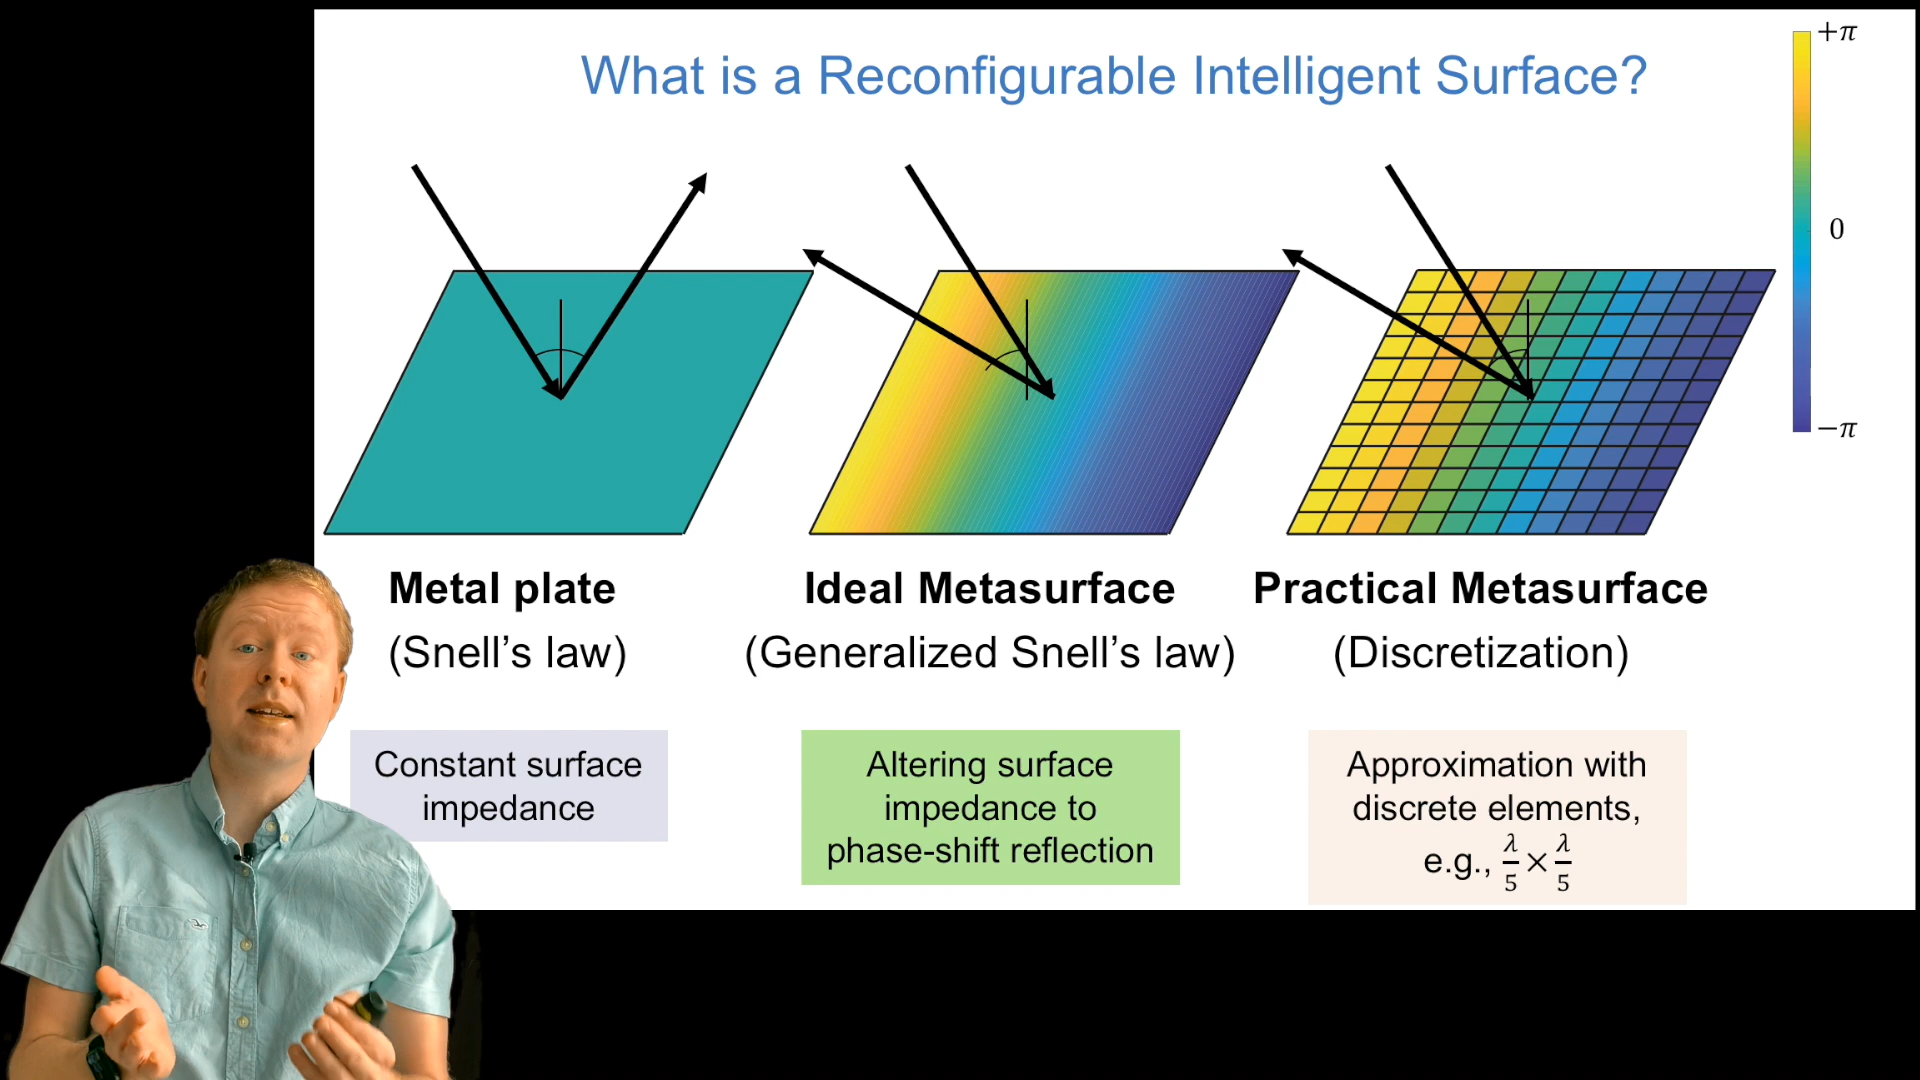 What is a Reconfigurable Intelligent Surface?
+π
0
−π
Metal plate
(Snell’s law)
Constant surface
impedance
Ideal Metasurface
(Generalized Snell’s law)
Altering surface
impedance to
phase-shift reflection
Practical Metasurface
(Discretization)
Approximation with
discrete elements,
e.g., λ/5 × λ/5